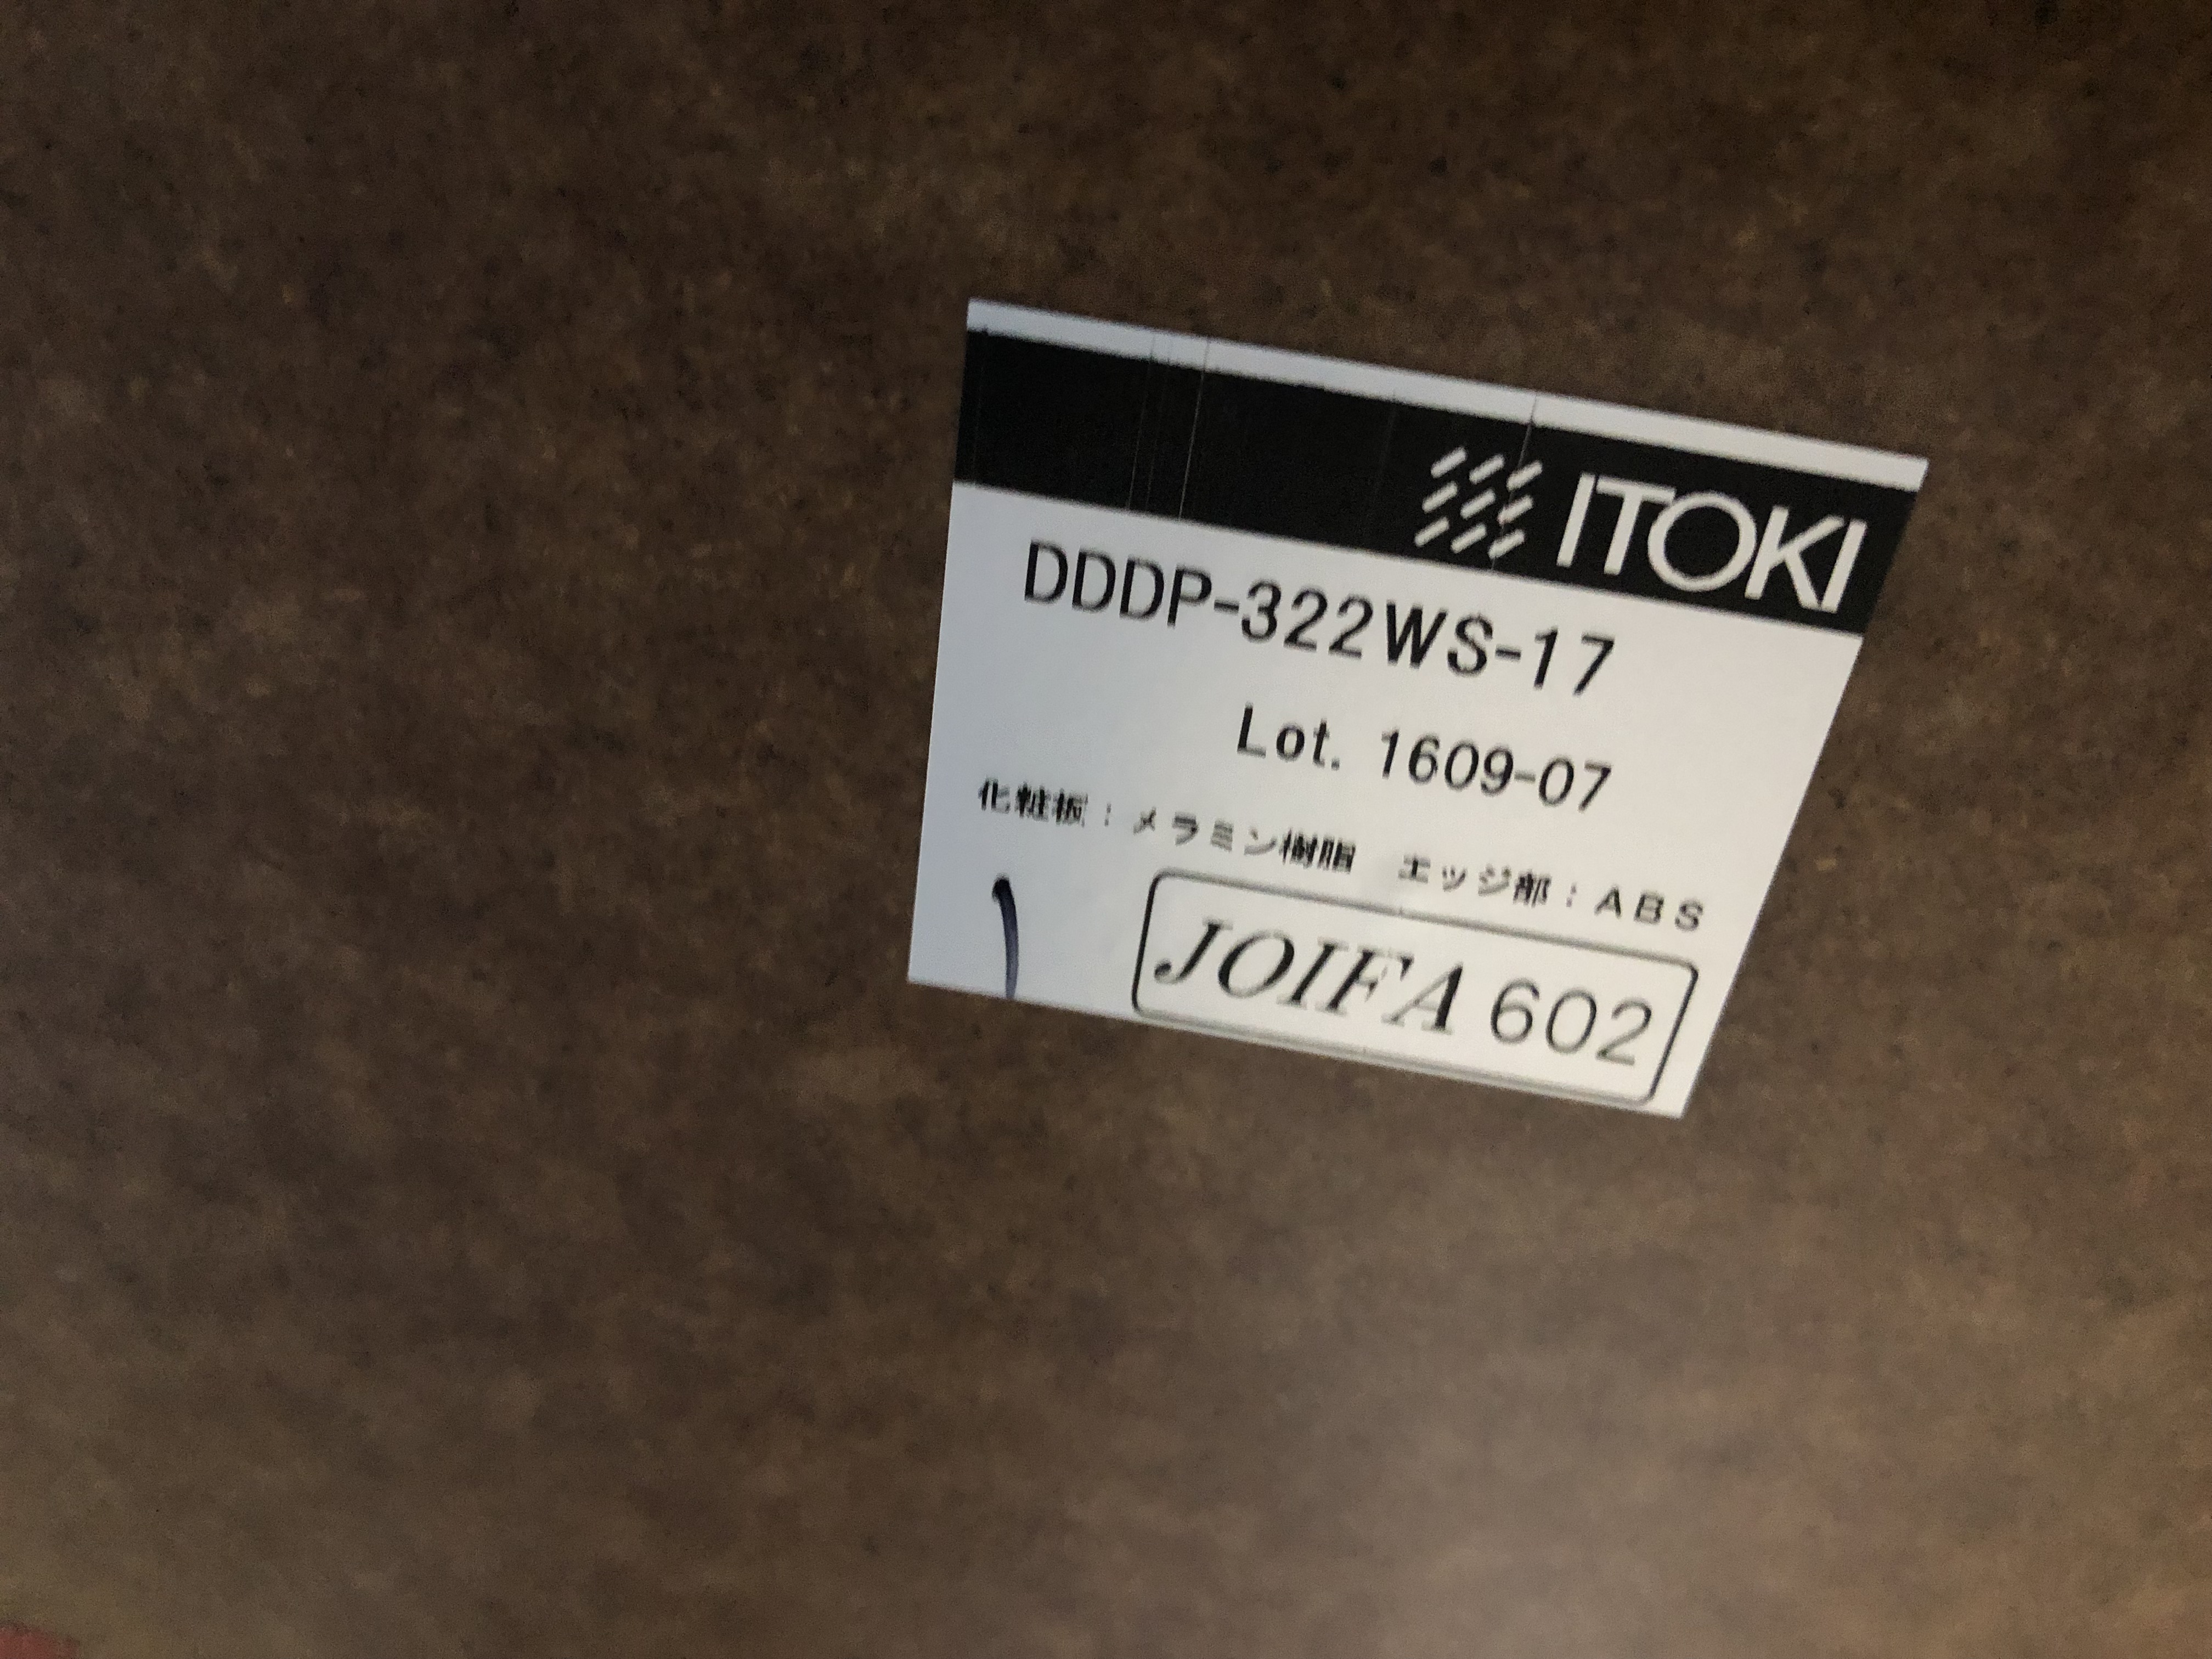 ITOKI
DDDP-322WS-17
Lot. 1609-07
化粧板：メラミン樹脂　エッジ部：ABS
JOIFA 602